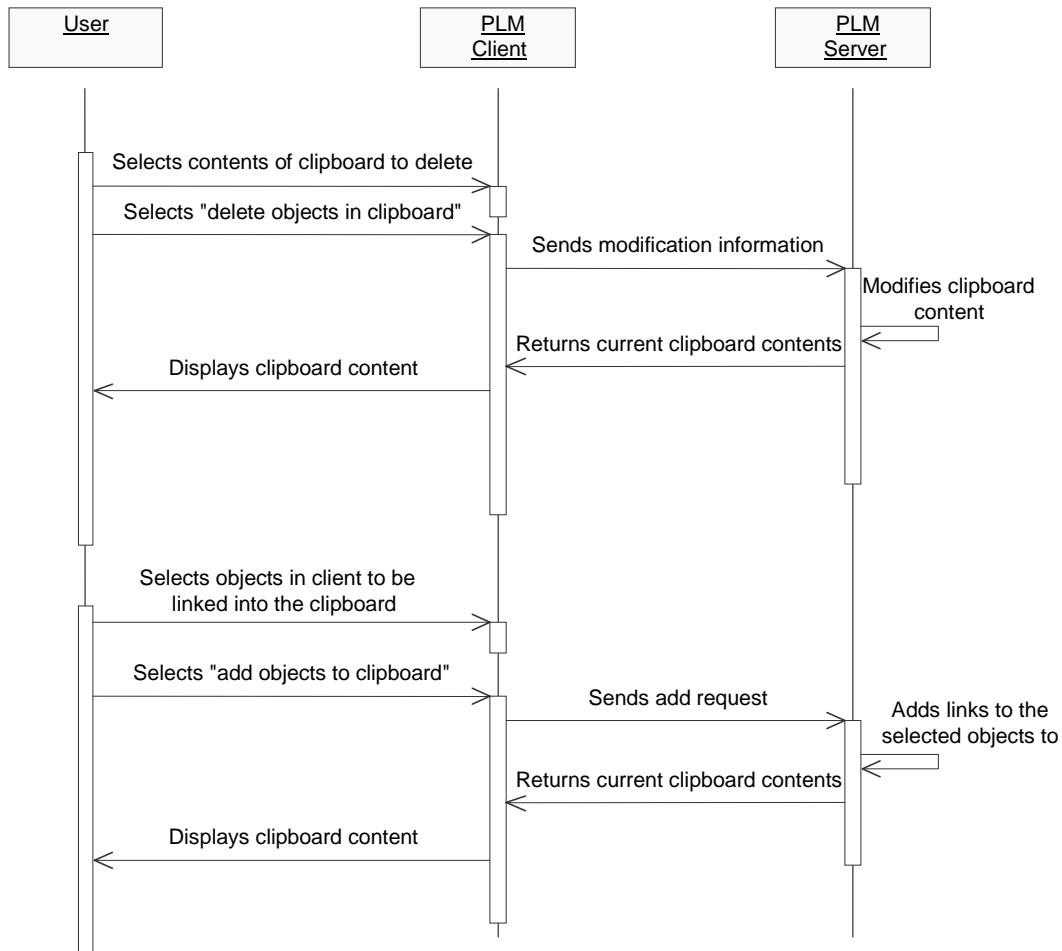 User
PLM
Client
PLM
Server
Selects contents of clipboard to delete
Selects "delete objects in clipboard"
Sends modification information
Modifies clipboard
content
Returns current clipboard contents
Displays clipboard content
Selects objects in client to be
linked into the clipboard
Selects "add objects to clipboard"
Sends add request
Adds links to the
selected objects to
Returns current clipboard contents
Displays clipboard content